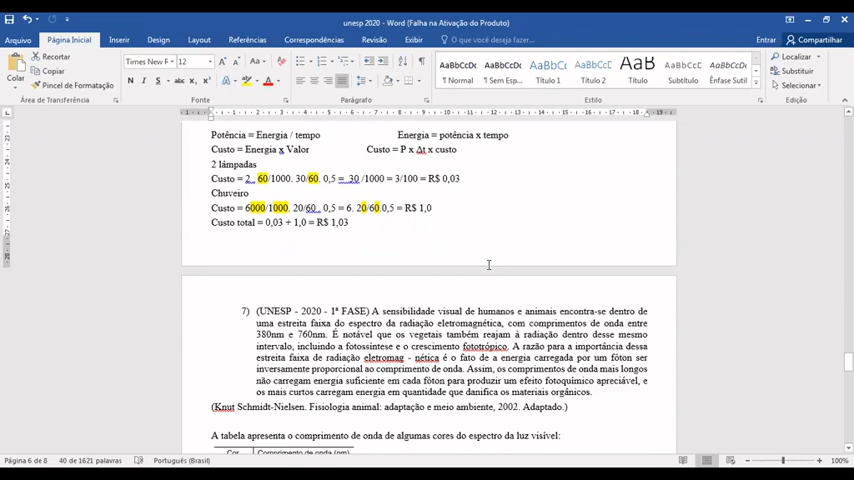 unesp 2020 - Word (Falha na Ativação do Produto)
Entrar Compartilhar
Arquivo Página Inicial Inserir Design Layout Referências Correspondências Revisão Exibir O que você deseja fazer...
Colar Recortar Copiar Pincel de Formatação
Times New R 12
AaBbCcDc AaBbCcDc AaBbCc AaBbCcC AaB AaBbCcC AaBbCcDc
¶ Normal ¶ Sem Esp... Título 1 Título 2 Título Subtítulo Ênfase Sutil
Localizar Substituir Selecionar
Área de Transferência Fonte Parágrafo Estilo Edição
Potência = Energia / tempo Energia = potência x tempo
Custo = Energia x Valor Custo = P x Δt x custo
2 lâmpadas
Custo = 2 . 60/1000. 30/60. 0,5 = 30 /1000 = 3/100 = R$ 0,03
Chuveiro
Custo = 6000/1000. 20/60 . 0,5 = 6. 20/60.0,5 = R$ 1,0
Custo total = 0,03 + 1,0 = R$ 1,03
7) (UNESP - 2020 - 1ª FASE) A sensibilidade visual de humanos e animais encontra-se dentro de
uma estreita faixa do espectro da radiação eletromagnética, com comprimentos de onda entre
380nm e 760nm. É notável que os vegetais também reajam à radiação dentro desse mesmo
intervalo, incluindo a fotossíntese e o crescimento fototrópico. A razão para a importância dessa
estreita faixa de radiação eletromag - nética é o fato de a energia carregada por um fóton ser
inversamente proporcional ao comprimento de onda. Assim, os comprimentos de onda mais longos
não carregam energia suficiente em cada fóton para produzir um efeito fotoquímico apreciável, e
os mais curtos carregam energia em quantidade que danifica os materiais orgânicos.
(Knut Schmidt-Nielsen. Fisiologia animal: adaptação e meio ambiente, 2002. Adaptado.)
A tabela apresenta o comprimento de onda de algumas cores do espectro da luz visível:
Cor Comprimento de onda (nm)
Página 6 de 8 40 de 1621 palavras Português (Brasil) 100%